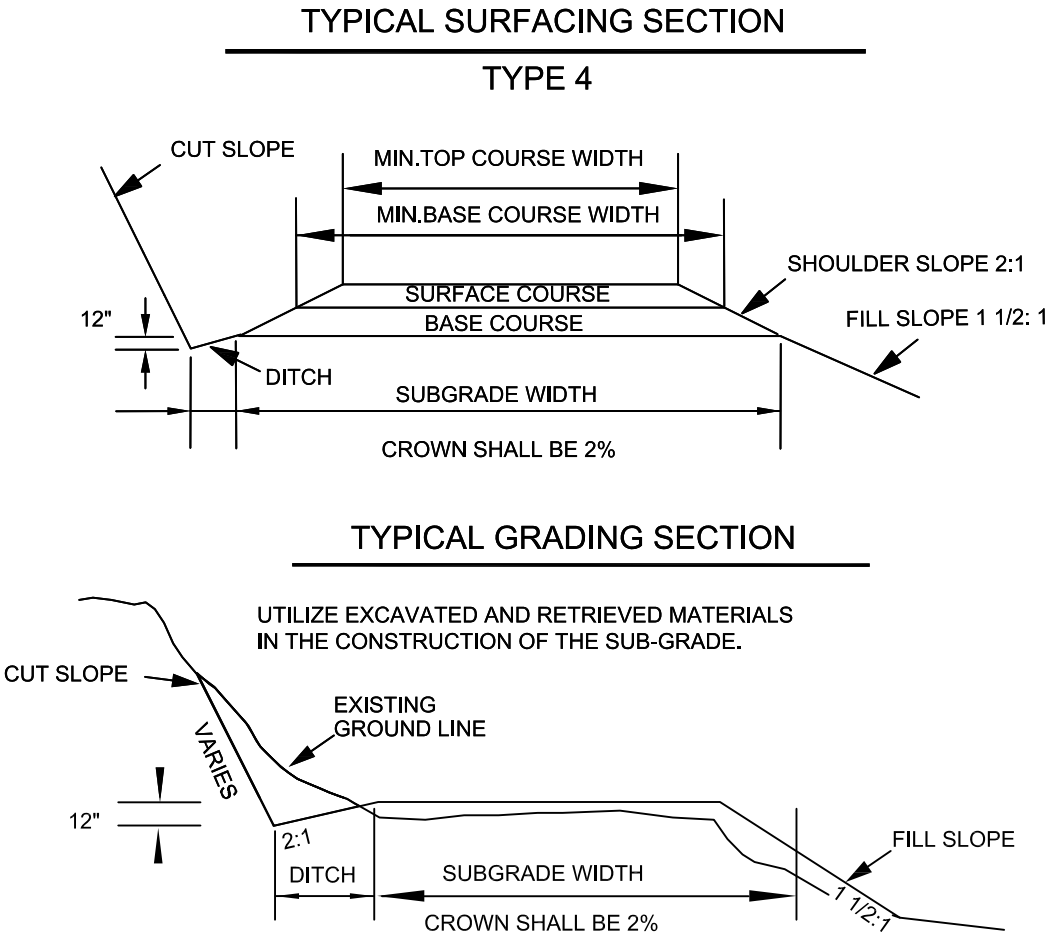 TYPICAL SURFACING SECTION
TYPE 4
CUT SLOPE
MIN.TOP COURSE WIDTH
MIN.BASE COURSE WIDTH
SHOULDER SLOPE 2:1
SURFACE COURSE
12"
BASE COURSE
FILL SLOPE 1 1/2: 1
DITCH
SUBGRADE WIDTH
CROWN SHALL BE 2%
TYPICAL GRADING SECTION
UTILIZE EXCAVATED AND RETRIEVED MATERIALS
IN THE CONSTRUCTION OF THE SUB-GRADE.
CUT SLOPE
EXISTING
GROUND LINE
VARIES
12"
2:1
FILL SLOPE
DITCH
SUBGRADE WIDTH
1 1/2:1
CROWN SHALL BE 2%